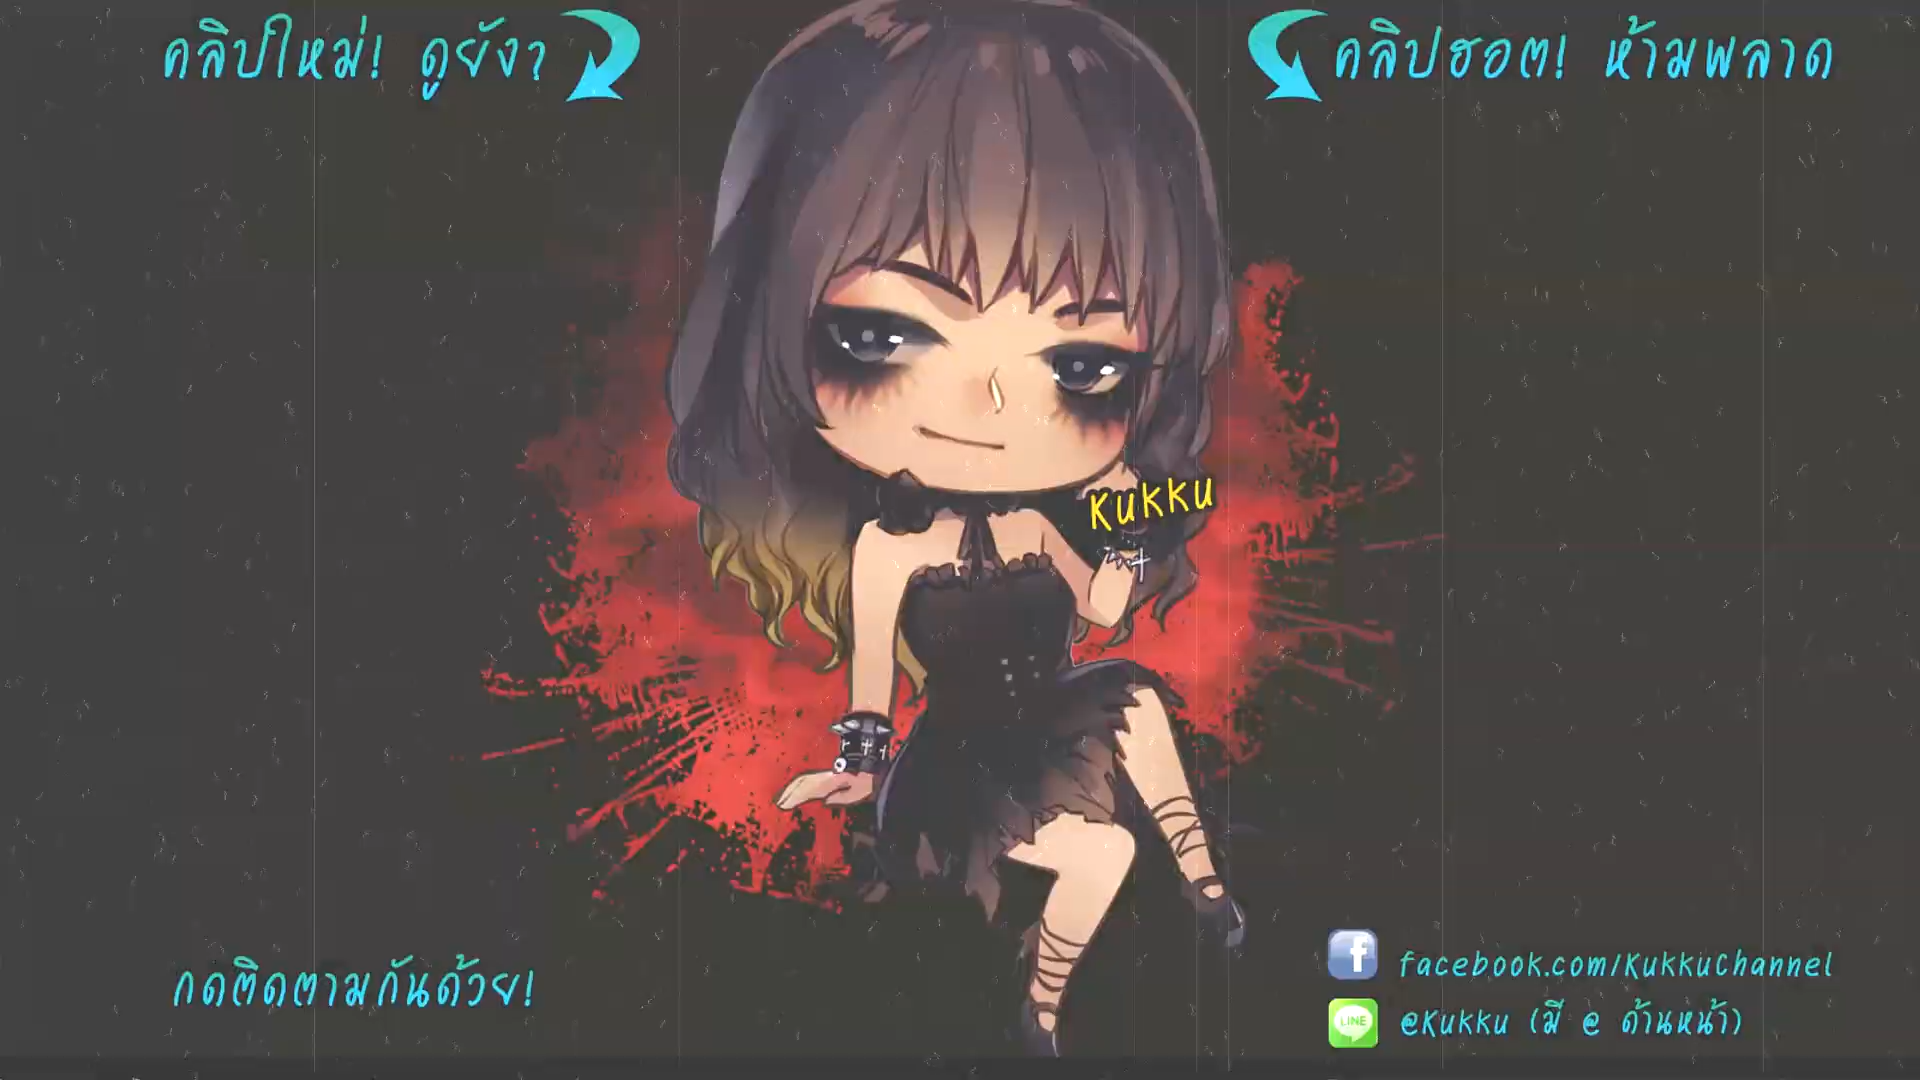 คลิปใหม่! ดูยัง?
คลิปฮอต! ห้ามพลาด
KUKKU
กดติดตามกันด้วย!
facebook.com/KukkuChannel
LINE
@Kukku (มี @ ด้านหน้า)